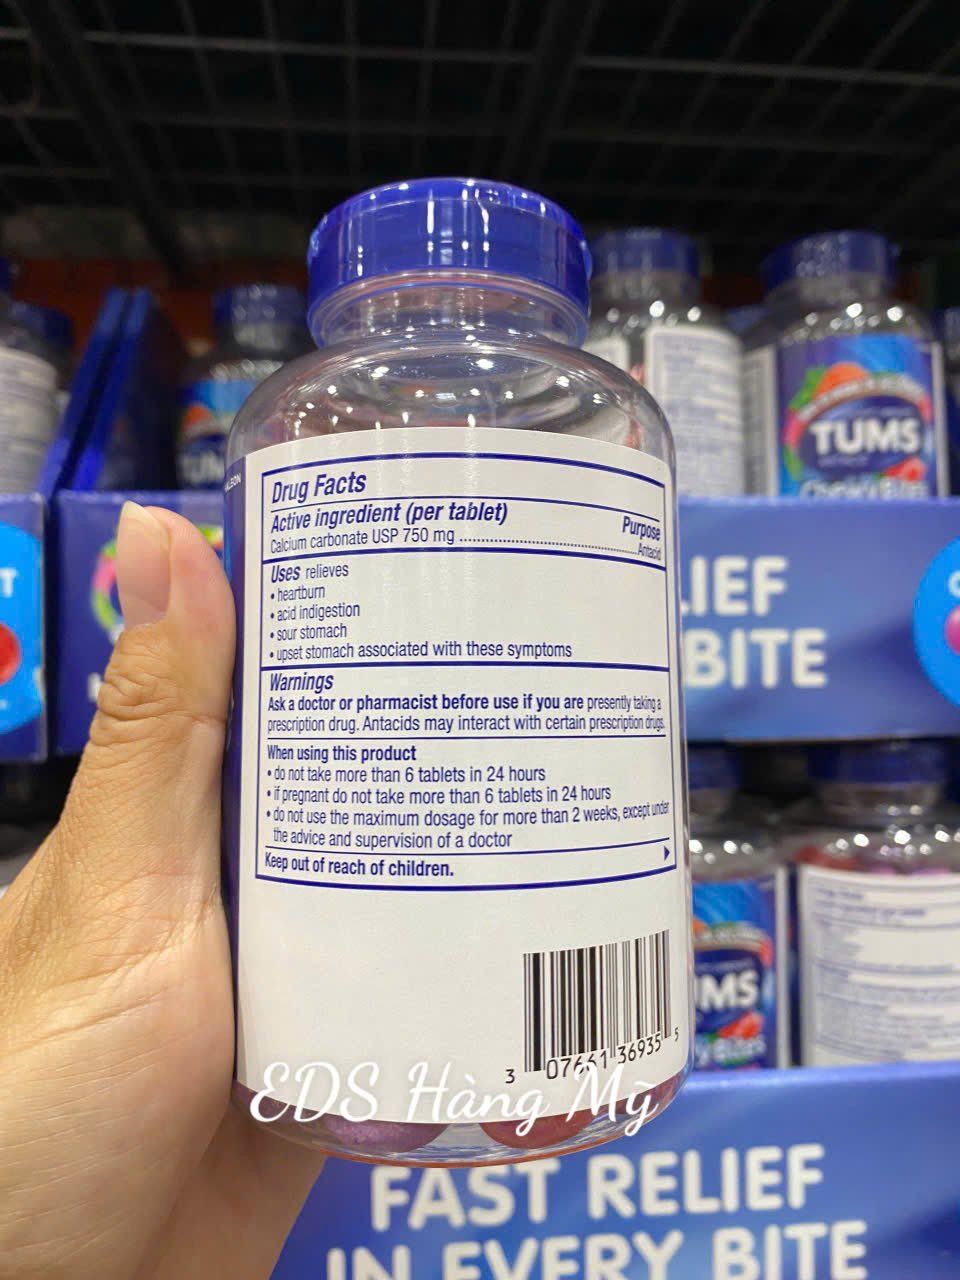 Drug Facts
Active ingredient (per tablet) Purpose
Calcium carbonate USP 750 mg ........................................................ Antacid
Uses relieves
• heartburn
• acid indigestion
• sour stomach
• upset stomach associated with these symptoms
Warnings
Ask a doctor or pharmacist before use if you are presently taking a
prescription drug. Antacids may interact with certain prescription drugs.
When using this product
• do not take more than 6 tablets in 24 hours
• if pregnant do not take more than 6 tablets in 24 hours
• do not use the maximum dosage for more than 2 weeks, except under
the advice and supervision of a doctor
Keep out of reach of children.
3 07661 36935 5
EDS Hàng Mỹ
TUMS
Chewy Bites
LIEF
BITE
MS
FAST RELIEF
IN EVERY BITE